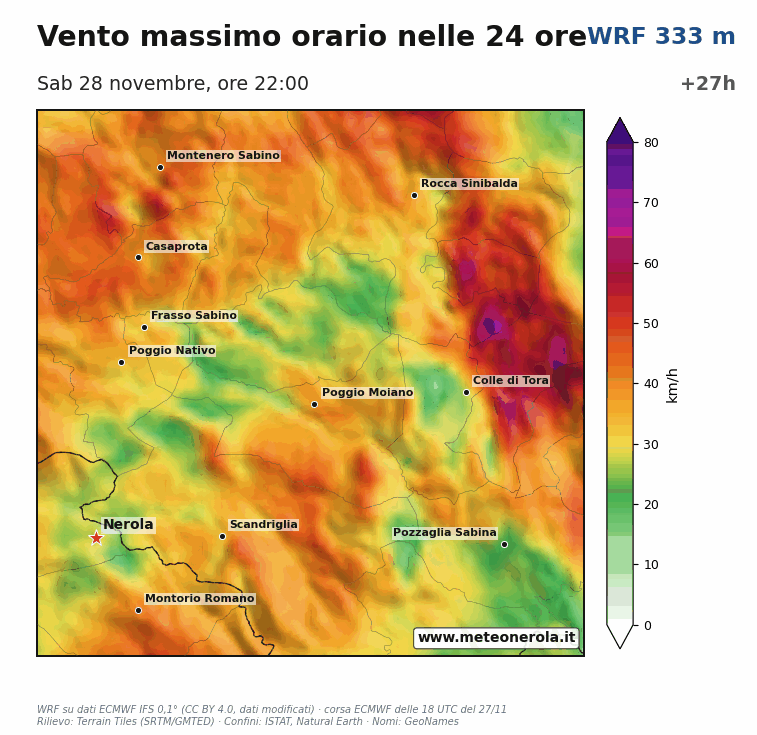 Vento massimo orario nelle 24 ore WRF 333 m
Sab 28 novembre, ore 22:00
+27h
Montenero Sabino
Rocca Sinibalda
Casaprota
Frasso Sabino
Poggio Nativo
Colle di Tora
Poggio Moiano
Nerola
Scandriglia
Pozzaglia Sabina
Montorio Romano
www.meteonerola.it
80
70
60
50
40
30
20
10
0
km/h
WRF su dati ECMWF IFS 0,1° (CC BY 4.0, dati modificati) · corsa ECMWF delle 18 UTC del 27/11
Rilievo: Terrain Tiles (SRTM/GMTED) · Confini: ISTAT, Natural Earth · Nomi: GeoNames